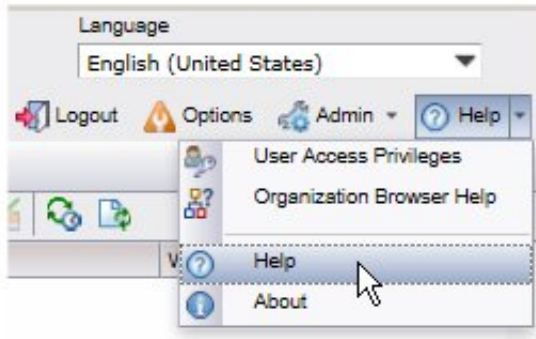 Language
English (United States)
Logout Options Admin Help
User Access Privileges
Organization Browser Help
Help
About